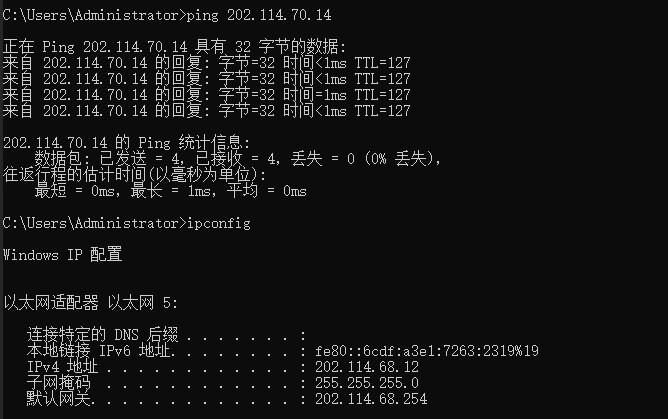 C:\Users\Administrator>ping 202.114.70.14
正在 Ping 202.114.70.14 具有 32 字节的数据:
来自 202.114.70.14 的回复: 字节=32 时间<1ms TTL=127
来自 202.114.70.14 的回复: 字节=32 时间<1ms TTL=127
来自 202.114.70.14 的回复: 字节=32 时间=1ms TTL=127
来自 202.114.70.14 的回复: 字节=32 时间<1ms TTL=127
202.114.70.14 的 Ping 统计信息:
数据包: 已发送 = 4，已接收 = 4，丢失 = 0 (0% 丢失)，
往返行程的估计时间(以毫秒为单位):
最短 = 0ms，最长 = 1ms，平均 = 0ms
C:\Users\Administrator>ipconfig
Windows IP 配置
以太网适配器 以太网 5:
连接特定的 DNS 后缀 . . . . . . . :
本地链接 IPv6 地址. . . . . . . . : fe80::6cdf:a3e1:7263:2319%19
IPv4 地址 . . . . . . . . . . . . : 202.114.68.12
子网掩码 . . . . . . . . . . . . : 255.255.255.0
默认网关. . . . . . . . . . . . . : 202.114.68.254